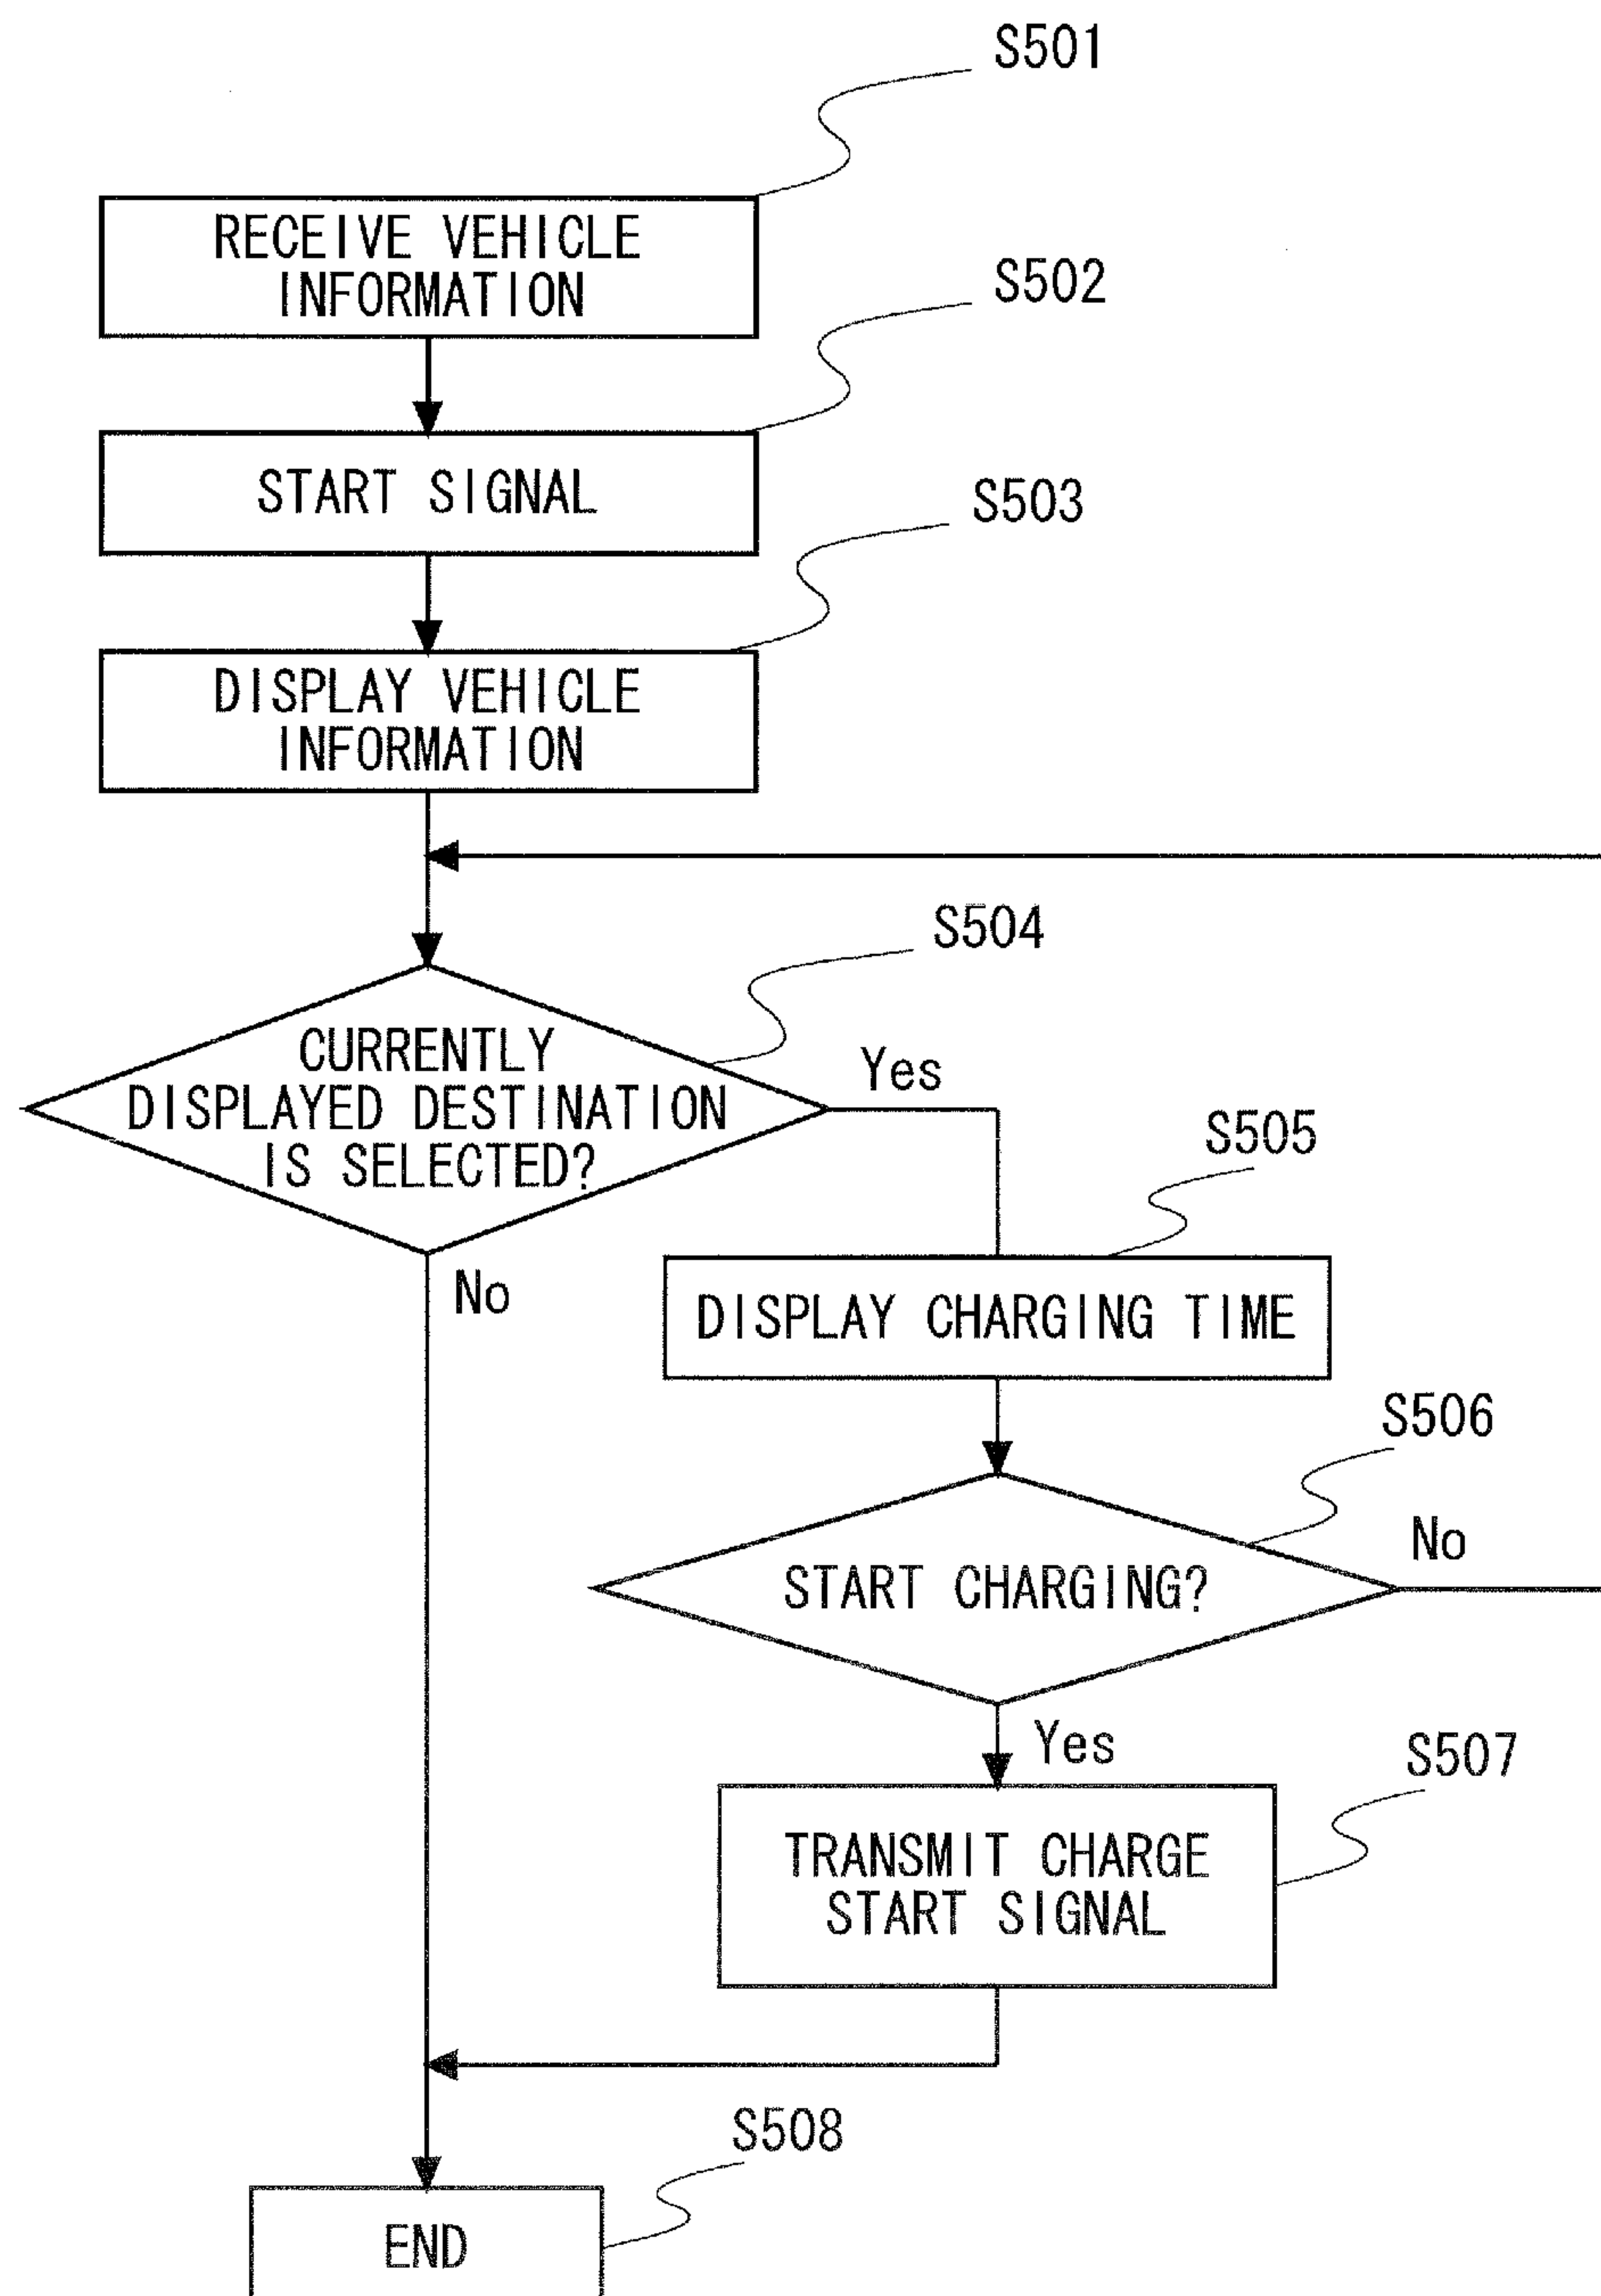 S501
RECEIVE VEHICLE
INFORMATION
S502
START SIGNAL
S503
DISPLAY VEHICLE
INFORMATION
S504
CURRENTLY
DISPLAYED DESTINATION
IS SELECTED?
Yes
No
S505
DISPLAY CHARGING TIME
S506
START CHARGING?
No
Yes
S507
TRANSMIT CHARGE
START SIGNAL
S508
END